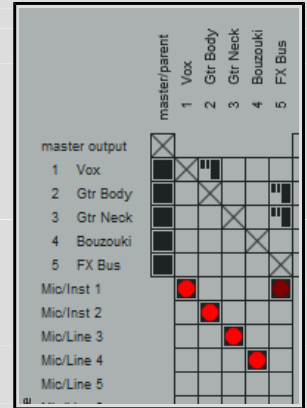 master/parent
1 Vox
2 Gtr Body
3 Gtr Neck
4 Bouzouki
5 FX Bus
master output
1 Vox
2 Gtr Body
3 Gtr Neck
4 Bouzouki
5 FX Bus
Mic/Inst 1
Mic/Inst 2
Mic/Line 3
Mic/Line 4
Mic/Line 5